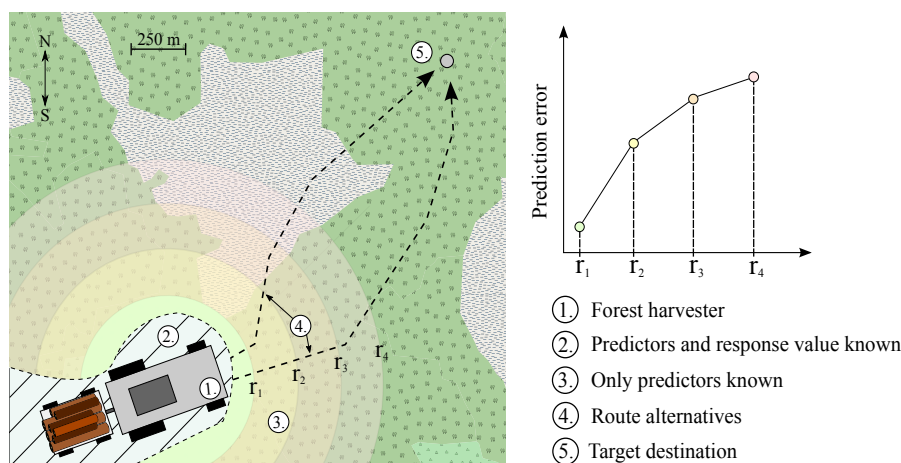 N
S
250 m
5.
2.
4.
1.
3.
r1
r2
r3
r4
Prediction error
r1 r2 r3 r4
1. Forest harvester
2. Predictors and response value known
3. Only predictors known
4. Route alternatives
5. Target destination